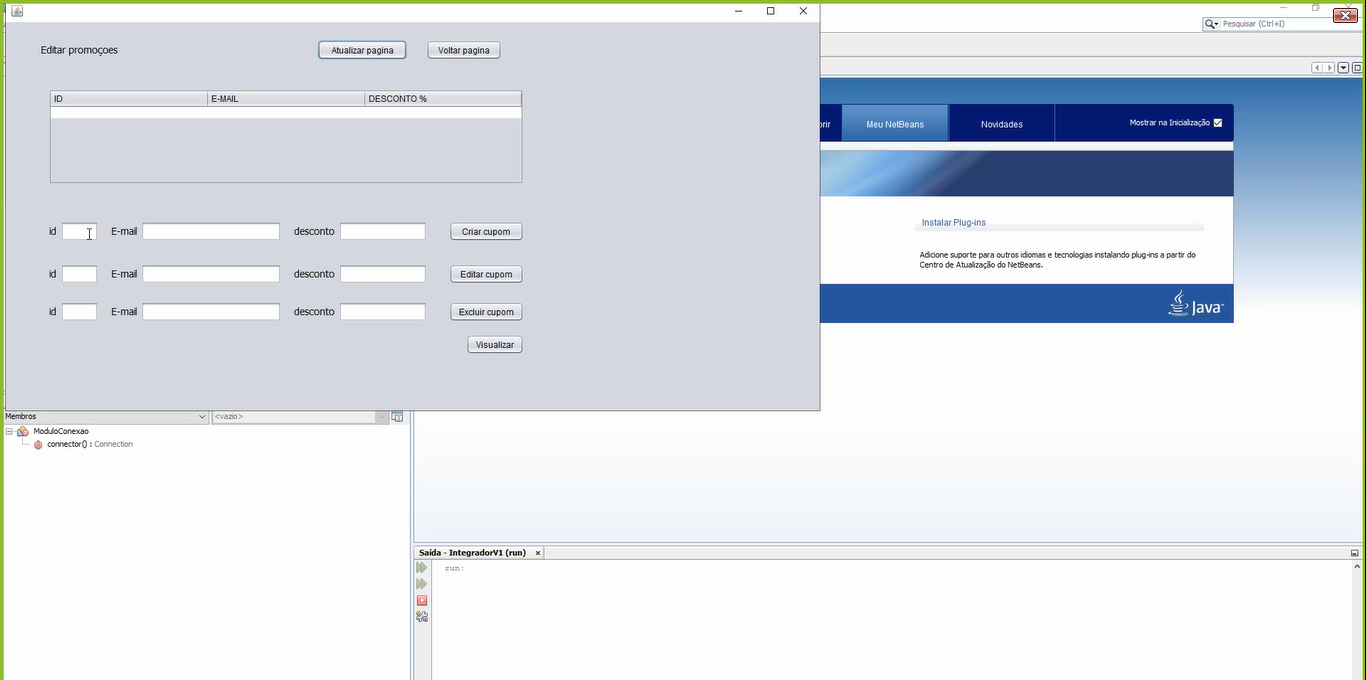 Pesquisar (Ctrl+I)
Editar promoçoes
Atualizar pagina
Voltar pagina
ID E-MAIL DESCONTO %
id E-mail desconto Criar cupom
id E-mail desconto Editar cupom
id E-mail desconto Excluir cupom
Visualizar
Meu NetBeans
Novidades
Mostrar na Inicialização
Instalar Plug-ins
Adicione suporte para outros idiomas e tecnologias instalando plug-ins a partir do
Centro de Atualização do NetBeans.
Java
Membros
<vazio>
ModuloConexao
connector() : Connection
Saída - IntegradorV1 (run)
run: